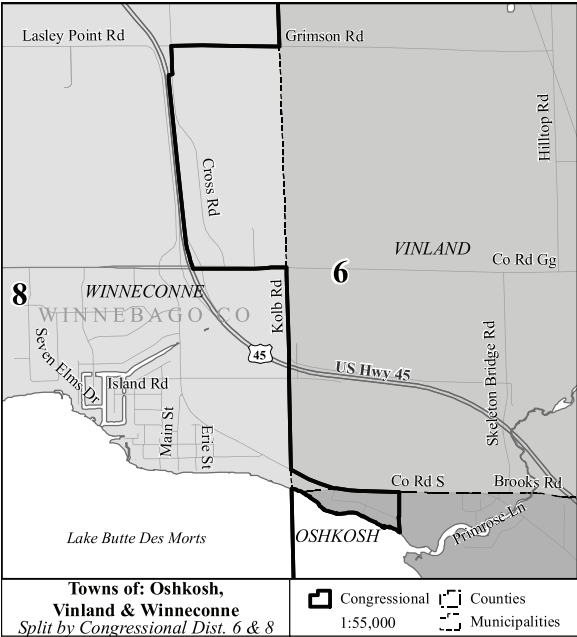 Lasley Point Rd
Grimson Rd
Hilltop Rd
Cross Rd
VINLAND
6
Co Rd Gg
8
WINNECONNE
WINNEBAGO CO
Kolb Rd
Seven Elms Dr
Island Rd
45
US Hwy 45
Skeleton Bridge Rd
Main St
Erie St
Co Rd S
Brooks Rd
Primrose Ln
Lake Butte Des Morts
OSHKOSH
Towns of: Oshkosh,
Vinland & Winneconne
Split by Congressional Dist. 6 & 8
Congressional
Counties
1:55,000
Municipalities